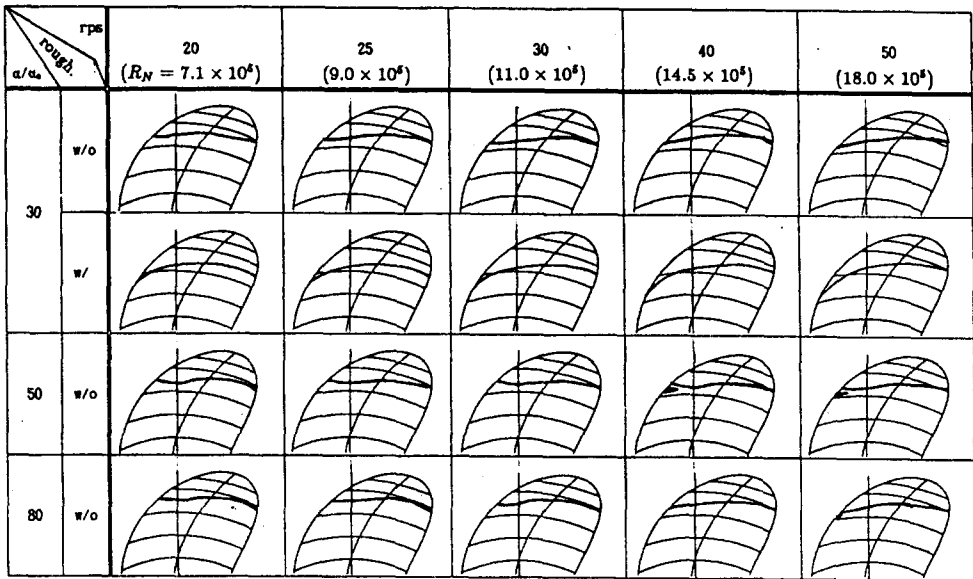 rps
rough.
α/α₀
20
(R_N = 7.1 × 10⁵)
25
(9.0 × 10⁵)
30
(11.0 × 10⁵)
40
(14.5 × 10⁵)
50
(18.0 × 10⁵)
30
w/o
w/
50
w/o
80
w/o